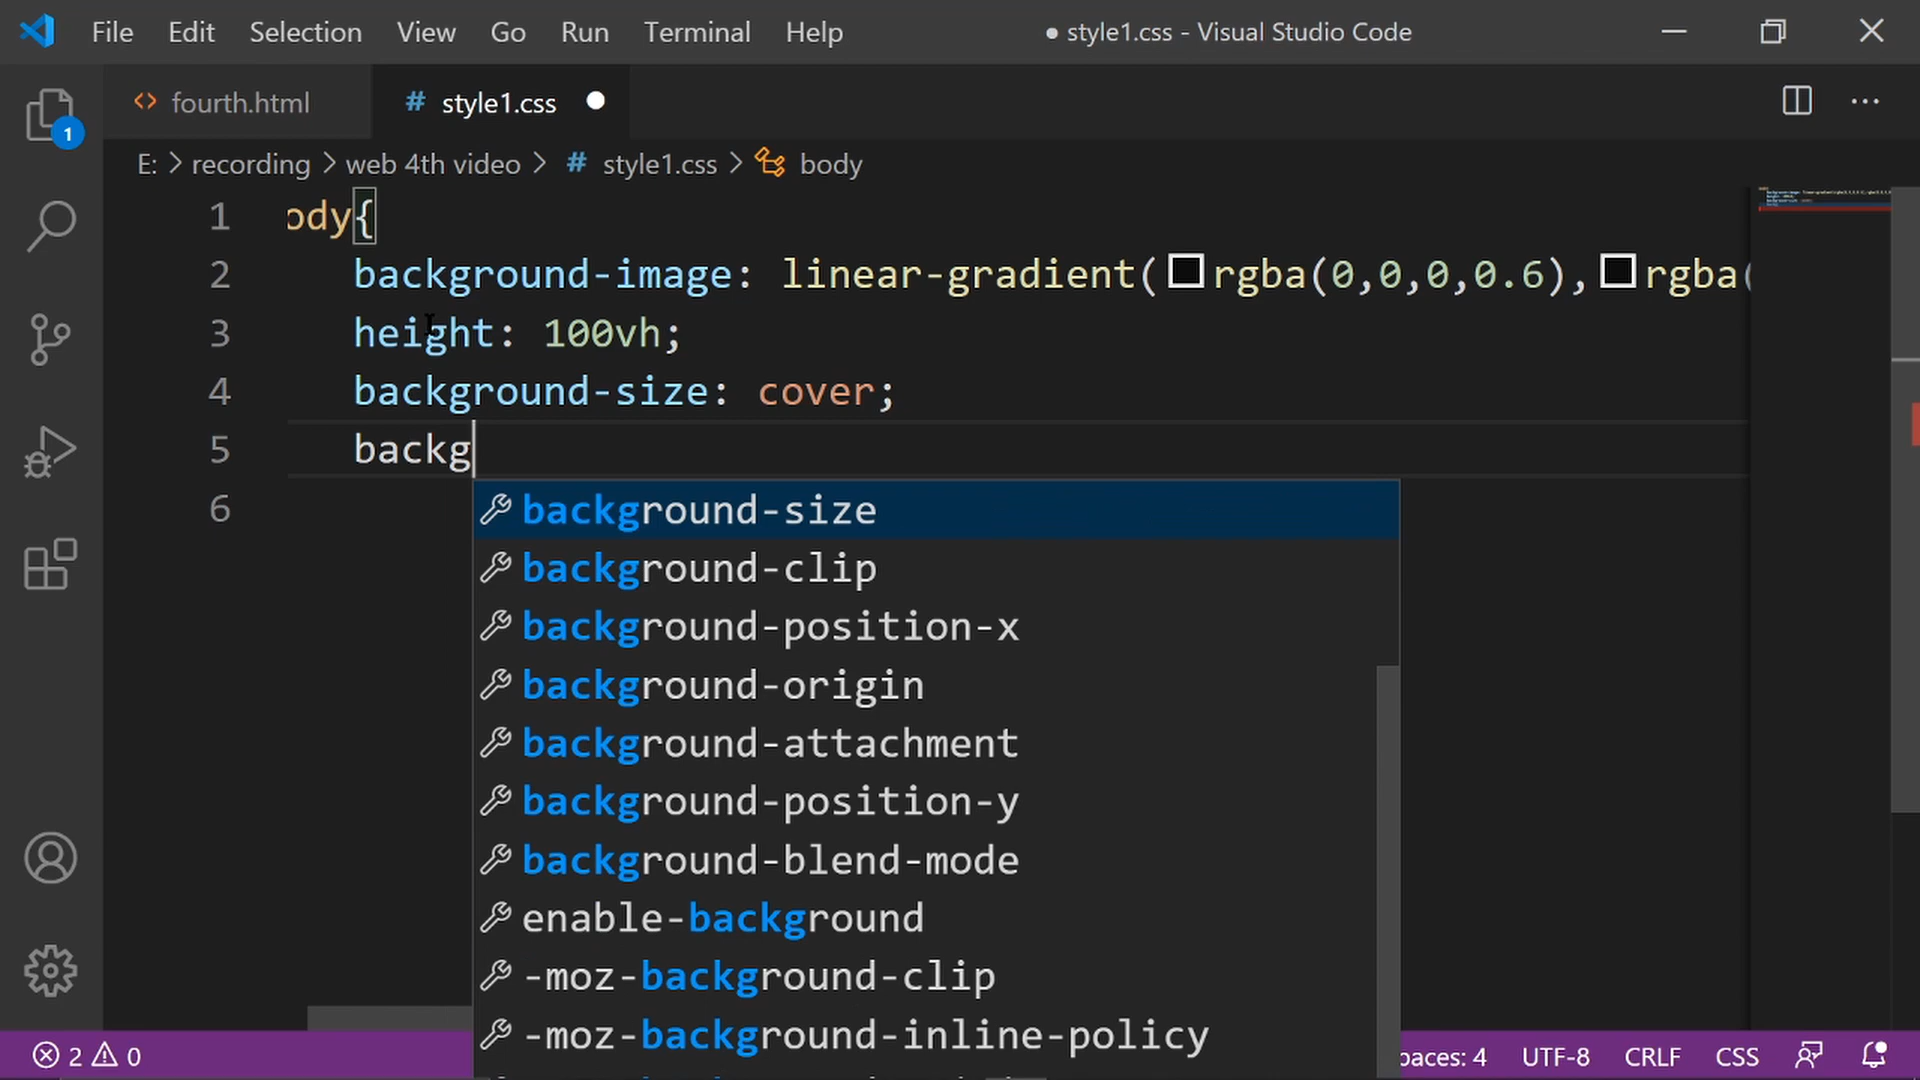 File Edit Selection View Go Run Terminal Help ● style1.css - Visual Studio Code
1
<> fourth.html # style1.css ●
E: > recording > web 4th video > # style1.css > body
1 ody{
2 background-image: linear-gradient(rgba(0,0,0,0.6),rgba(
3 height: 100vh;
4 background-size: cover;
5 backg
6
background-size
background-clip
background-position-x
background-origin
background-attachment
background-position-y
background-blend-mode
enable-background
-moz-background-clip
-moz-background-inline-policy
2 0 paces: 4 UTF-8 CRLF CSS